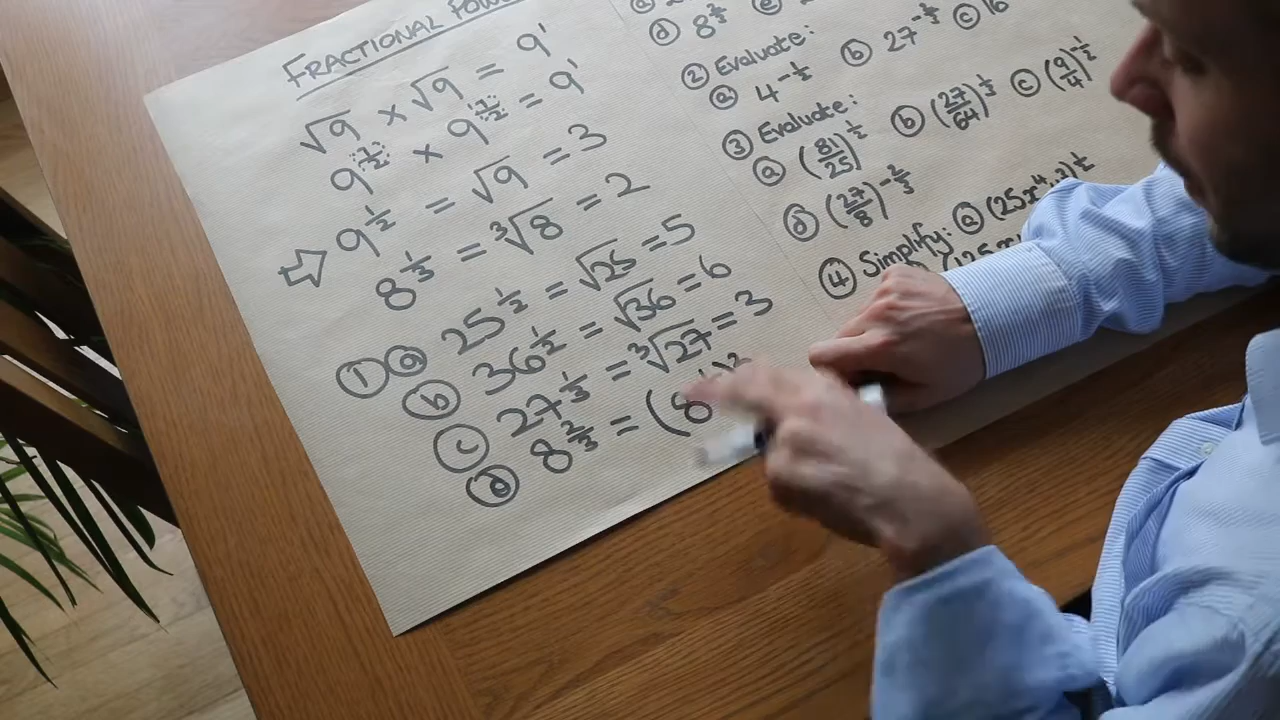 FRACTIONAL
√9 × √9 = 9¹
9^½ × 9^½ = 9¹
⇨ 9^½ = √9 = 3
8^⅓ = ³√8 = 2
① ⓐ 25^½ = √25 = 5
ⓑ 36^½ = √36 = 6
ⓒ 27^⅓ = ³√27 = 3
ⓓ 8^⅔ = (8
ⓓ 8 ⓔ
② Evaluate:
ⓐ 4^-½ ⓑ 27^-⅓ ⓒ 16
③ Evaluate:
ⓐ (81/25)^½ ⓑ (27/64)^⅓ ⓒ (9/4)^-½
ⓓ (27/8)^-⅔
④ Simplify: ⓐ (25x⁴